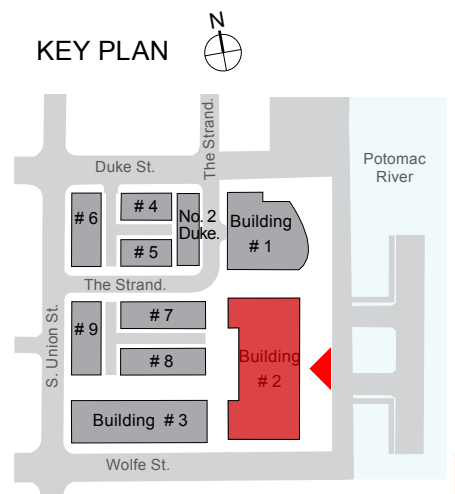 N
KEY PLAN
The Strand.
Duke St.
Potomac
River
# 6
# 4
No. 2
Duke.
Building
# 1
# 5
The Strand.
S. Union St.
# 9
# 7
# 8
Building
# 2
Building # 3
Wolfe St.